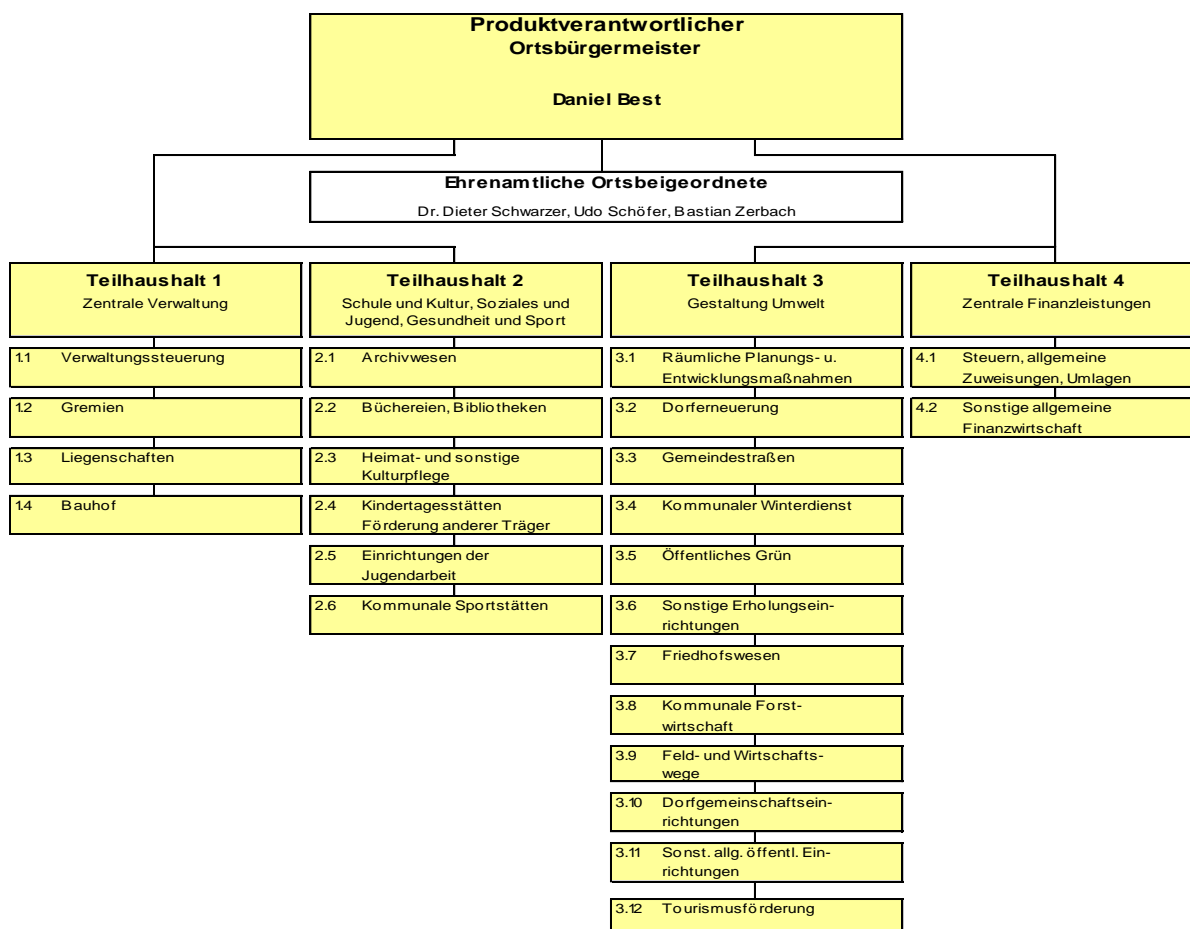 Produktverantwortlicher
Ortsbürgermeister
Daniel Best
Ehrenamtliche Ortsbeigeordnete
Dr. Dieter Schwarzer, Udo Schöfer, Bastian Zerbach
Teilhaushalt 1
Zentrale Verwaltung
1.1 Verwaltungssteuerung
1.2 Gremien
1.3 Liegenschaften
1.4 Bauhof
Teilhaushalt 2
Schule und Kultur, Soziales und
Jugend, Gesundheit und Sport
2.1 Archivwesen
2.2 Büchereien, Bibliotheken
2.3 Heimat- und sonstige
Kulturpflege
2.4 Kindertagesstätten
Förderung anderer Träger
2.5 Einrichtungen der
Jugendarbeit
2.6 Kommunale Sportstätten
Teilhaushalt 3
Gestaltung Umwelt
3.1 Räumliche Planungs- u.
Entwicklungsmaßnahmen
3.2 Dorferneuerung
3.3 Gemeindestraßen
3.4 Kommunaler Winterdienst
3.5 Öffentliches Grün
3.6 Sonstige Erholungsein-
richtungen
3.7 Friedhofswesen
3.8 Kommunale Forst-
wirtschaft
3.9 Feld- und Wirtschafts-
wege
3.10 Dorfgemeinschaftsein-
richtungen
3.11 Sonst. allg. öffentl. Ein-
richtungen
3.12 Tourismusförderung
Teilhaushalt 4
Zentrale Finanzleistungen
4.1 Steuern, allgemeine
Zuweisungen, Umlagen
4.2 Sonstige allgemeine
Finanzwirtschaft